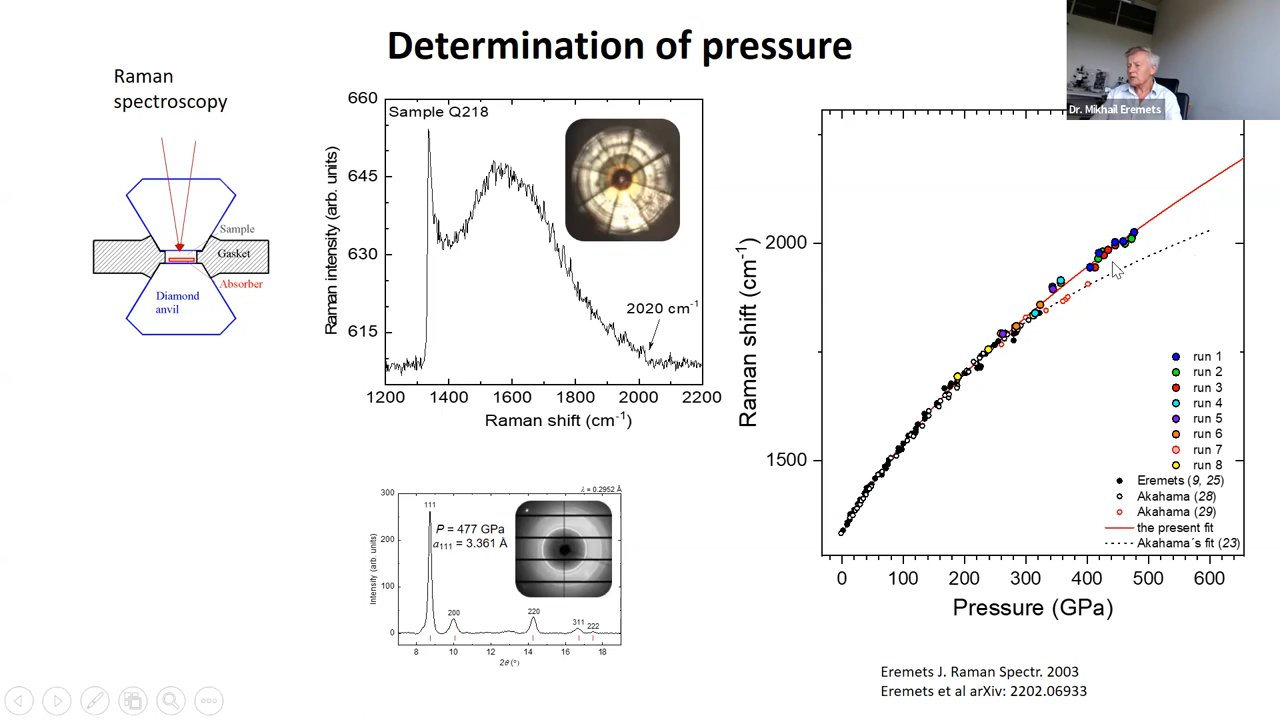 Determination of pressure
Dr. Mikhail Eremets
Raman
spectroscopy
Sample
Gasket
Absorber
Diamond
anvil
Sample Q218
660
645
630
615
Raman intensity (arb. units)
2020 cm⁻¹
1200 1400 1600 1800 2000 2200
Raman shift (cm⁻¹)
λ = 0.2952 Å
300
200
100
0
Intensity (arb. units)
111
P = 477 GPa
a₁₁₁ = 3.361 Å
200
220
311
222
8 10 12 14 16 18
2θ (°)
2000
1500
Raman shift (cm⁻¹)
run 1
run 2
run 3
run 4
run 5
run 6
run 7
run 8
Eremets (9, 25)
Akahama (28)
Akahama (29)
the present fit
Akahama´s fit (23)
0 100 200 300 400 500 600
Pressure (GPa)
Eremets J. Raman Spectr. 2003
Eremets et al arXiv: 2202.06933